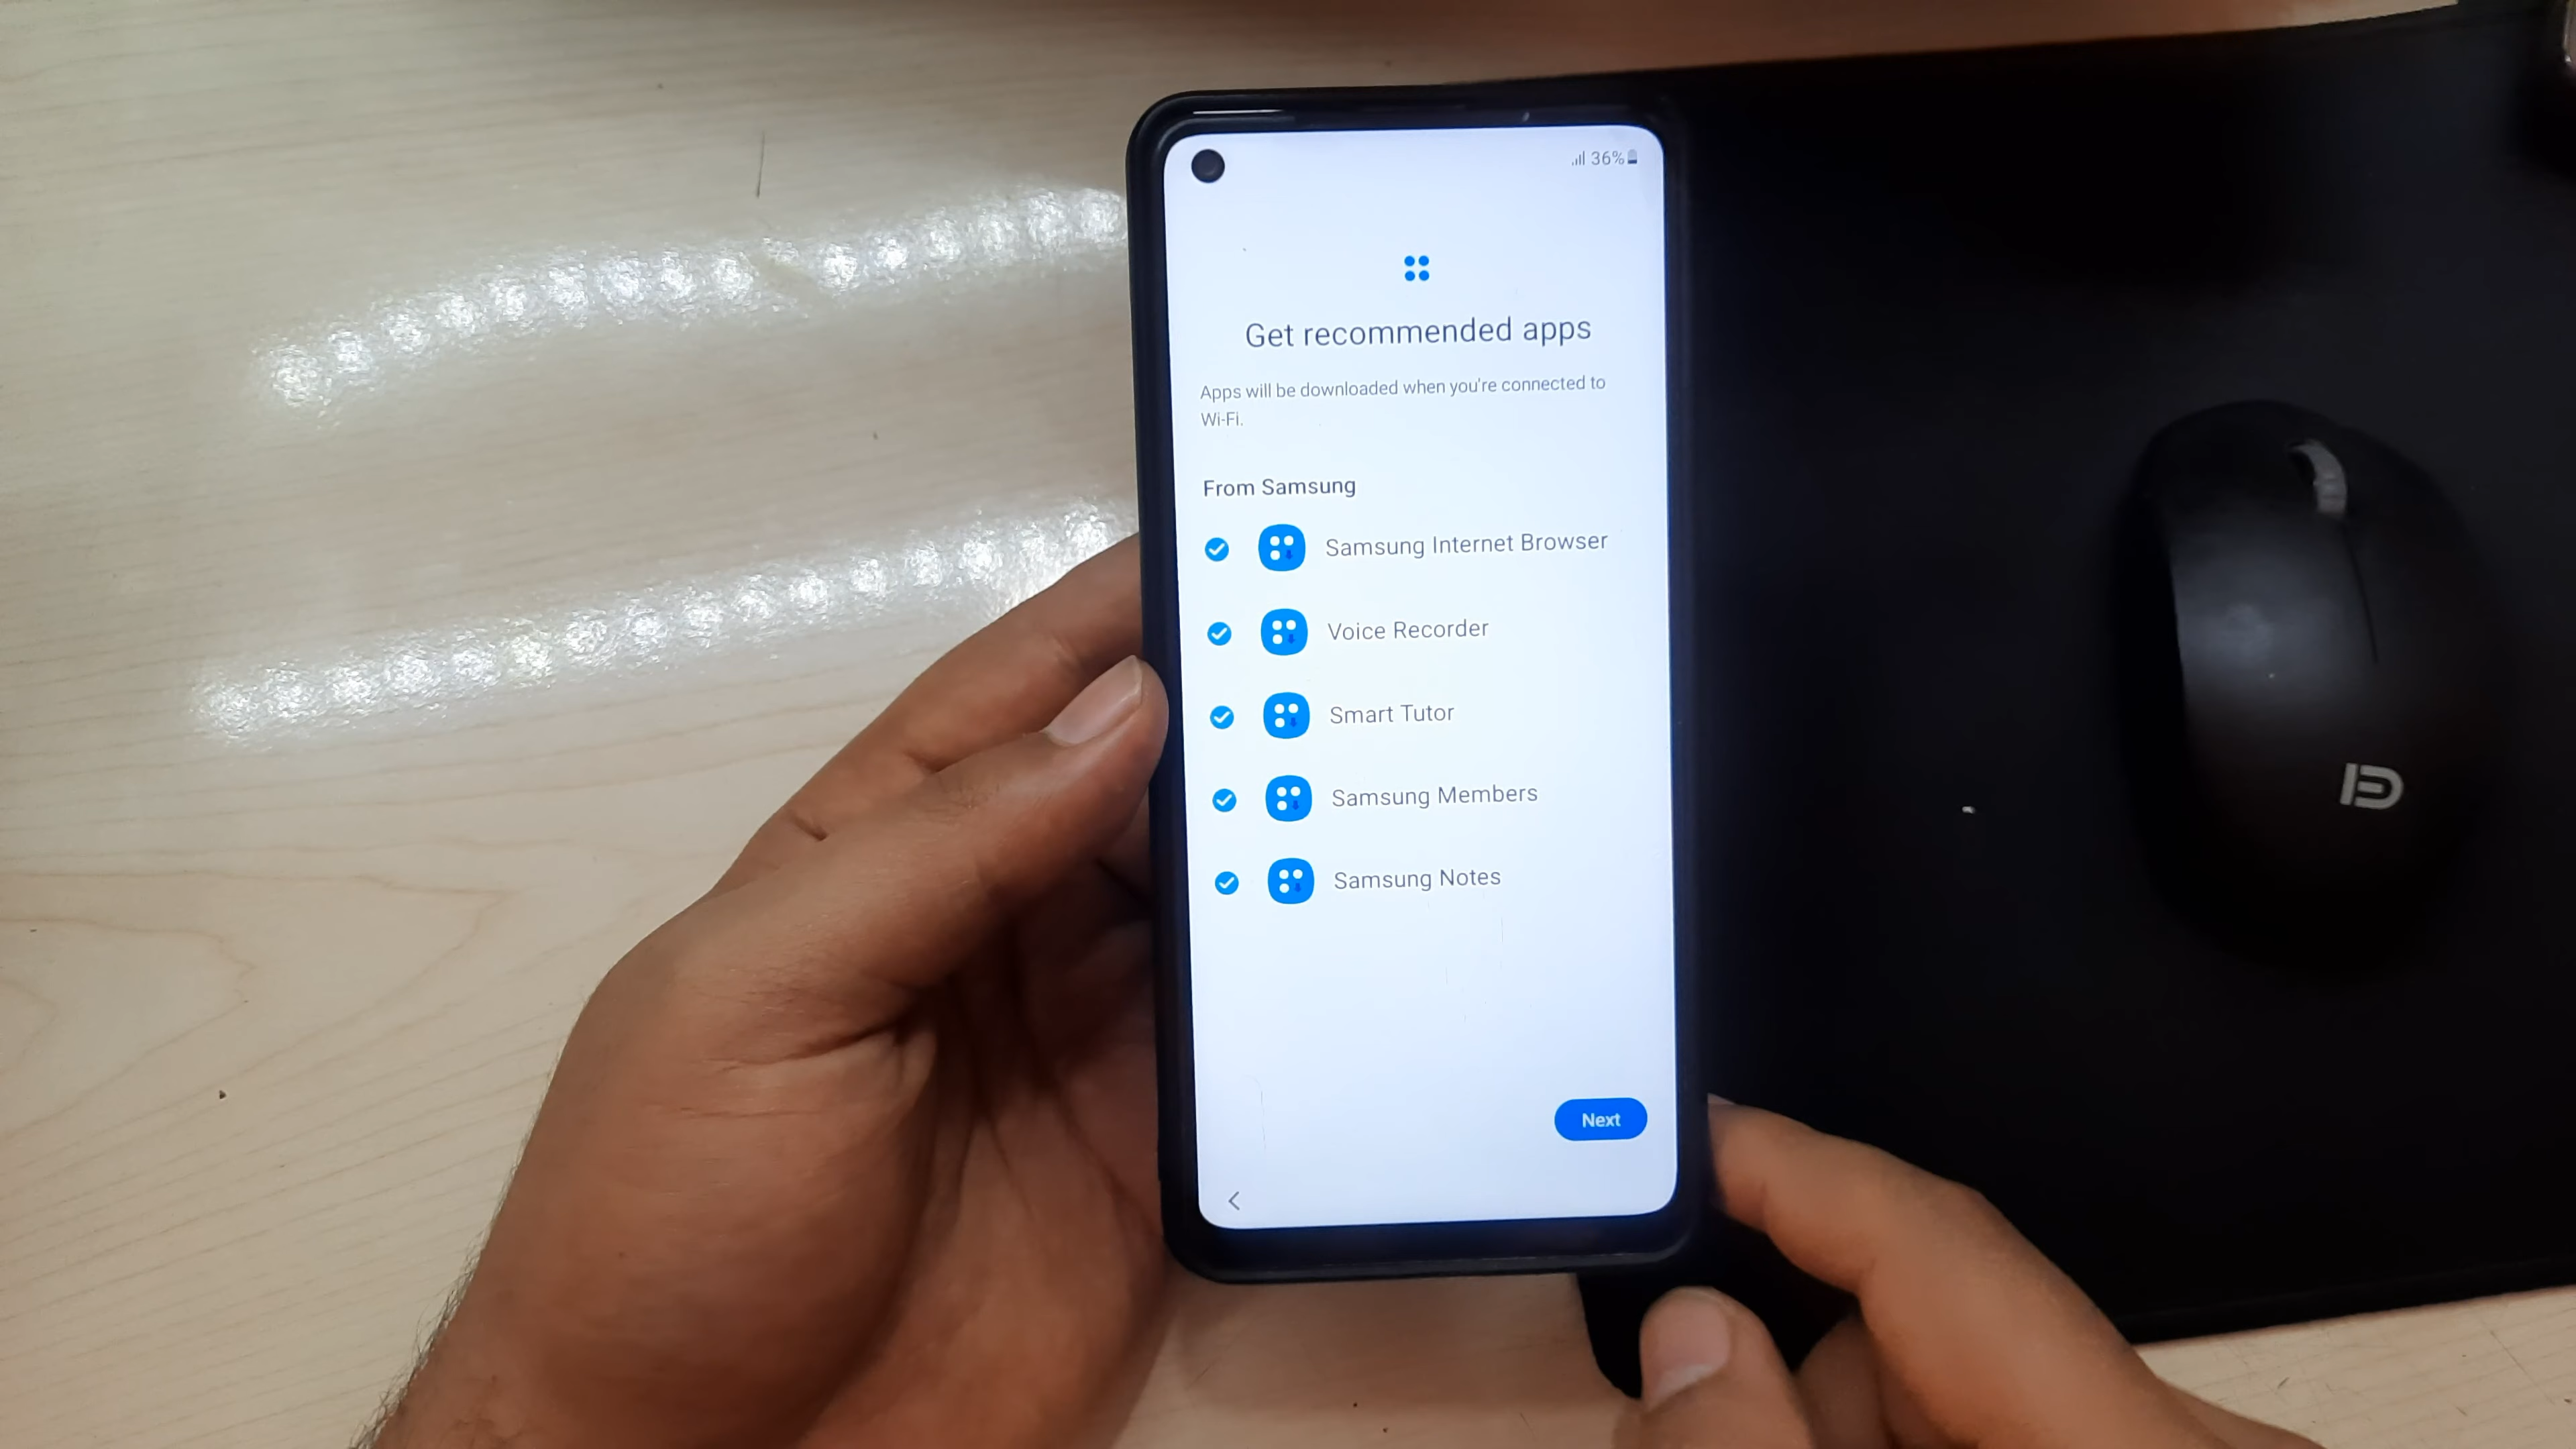 36%
Get recommended apps
Apps will be downloaded when you're connected to
Wi-Fi.
From Samsung
Samsung Internet Browser
Voice Recorder
Smart Tutor
Samsung Members
Samsung Notes
Next